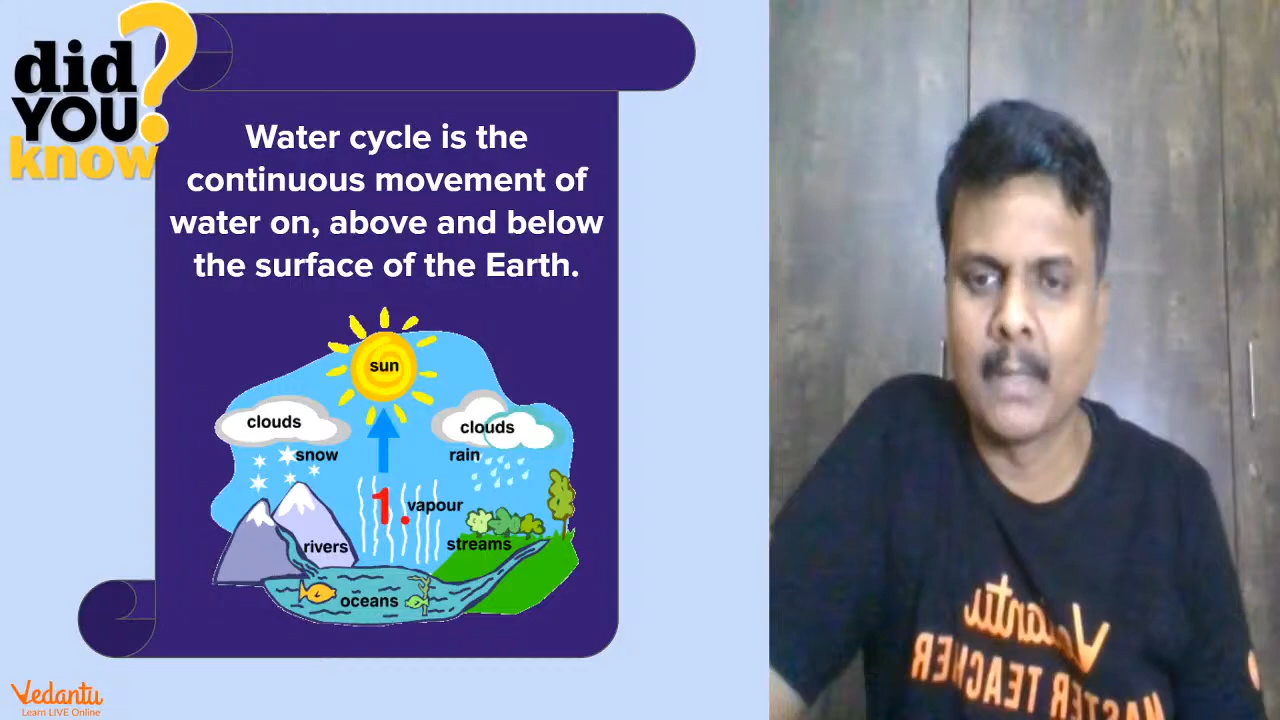 did
YOU
know
?
Water cycle is the
continuous movement of
water on, above and below
the surface of the Earth.
sun
clouds
clouds
snow
rain
1.
vapour
rivers
streams
oceans
Vedantu
Learn LIVE Online
Vedantu
MASTER TEACHER